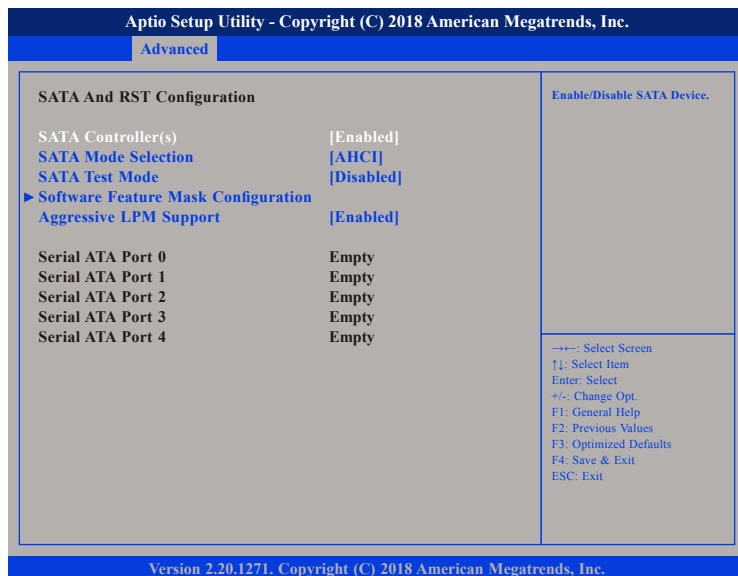 Aptio Setup Utility - Copyright (C) 2018 American Megatrends, Inc.
Advanced
SATA And RST Configuration
SATA Controller(s) [Enabled]
SATA Mode Selection [AHCI]
SATA Test Mode [Disabled]
►Software Feature Mask Configuration
Aggressive LPM Support [Enabled]
Serial ATA Port 0 Empty
Serial ATA Port 1 Empty
Serial ATA Port 2 Empty
Serial ATA Port 3 Empty
Serial ATA Port 4 Empty
Enable/Disable SATA Device.
→←: Select Screen
↑↓: Select Item
Enter: Select
+/-: Change Opt.
F1: General Help
F2: Previous Values
F3: Optimized Defaults
F4: Save & Exit
ESC: Exit
Version 2.20.1271. Copyright (C) 2018 American Megatrends, Inc.